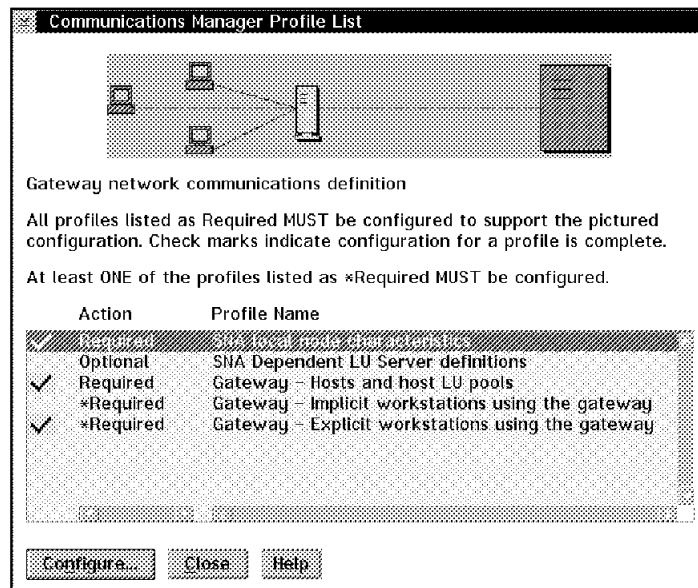 Communications Manager Profile List
Gateway network communications definition
All profiles listed as Required MUST be configured to support the pictured
configuration. Check marks indicate configuration for a profile is complete.
At least ONE of the profiles listed as *Required MUST be configured.
Action Profile Name
Required SNA local node characteristics
Optional SNA Dependent LU Server definitions
Required Gateway - Hosts and host LU pools
*Required Gateway - Implicit workstations using the gateway
*Required Gateway - Explicit workstations using the gateway
Configure... Close Help